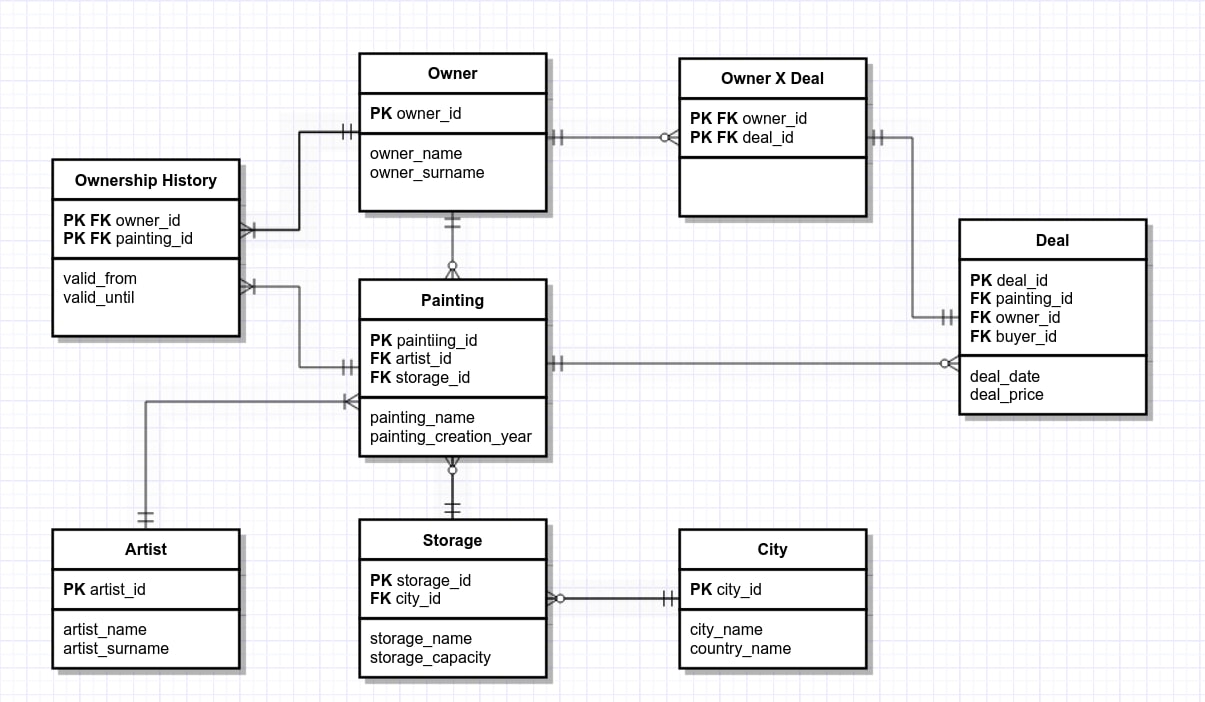 Owner
PK owner_id
owner_name
owner_surname
Owner X Deal
PK FK owner_id
PK FK deal_id
Ownership History
PK FK owner_id
PK FK painting_id
valid_from
valid_until
Deal
PK deal_id
FK painting_id
FK owner_id
FK buyer_id
deal_date
deal_price
Painting
PK paintiing_id
FK artist_id
FK storage_id
painting_name
painting_creation_year
Artist
PK artist_id
artist_name
artist_surname
Storage
PK storage_id
FK city_id
storage_name
storage_capacity
City
PK city_id
city_name
country_name